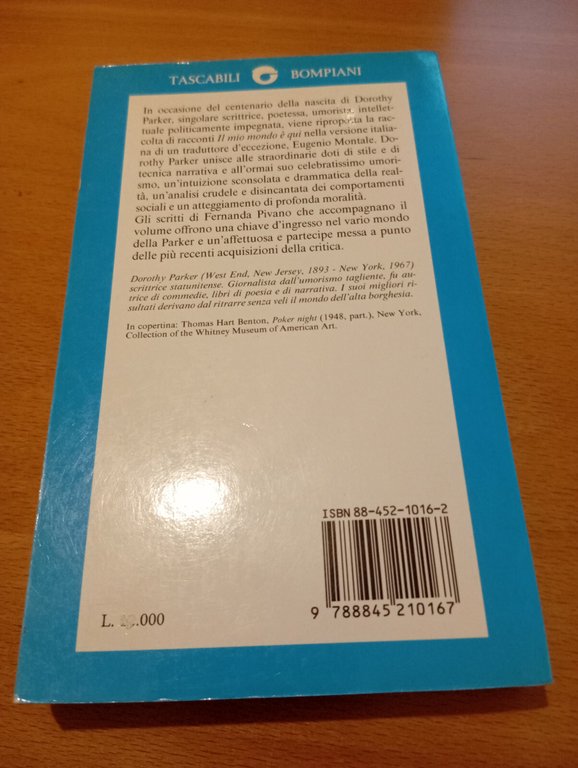 TASCABILI BOMPIANI
In occasione del centenario della nascita di Dorothy
Parker, singolare scrittrice, poetessa, umorista, intellet-
tuale politicamente impegnata, viene riproposta la rac-
colta di racconti Il mio mondo è qui nella versione italia-
na di un traduttore d'eccezione, Eugenio Montale. Do-
rothy Parker unisce alle straordinarie doti di stile e di
tecnica narrativa e all'ormai suo celebratissimo umori-
smo, un'intuizione sconsolata e drammatica della real-
tà, un'analisi crudele e disincantata dei comportamenti
sociali e un atteggiamento di profonda moralità.
Gli scritti di Fernanda Pivano che accompagnano il
volume offrono una chiave d'ingresso nel vario mondo
della Parker e un'affettuosa e partecipe messa a punto
delle più recenti acquisizioni della critica.
Dorothy Parker (West End, New Jersey, 1893 - New York, 1967)
scrittrice statunitense. Giornalista dall'umorismo tagliente, fu au-
trice di commedie, libri di poesia e di narrativa. I suoi migliori ri-
sultati derivano dal ritrarre senza veli il mondo dell'alta borghesia.
In copertina: Thomas Hart Benton, Poker night (1948, part.), New York,
Collection of the Whitney Museum of American Art.
ISBN 88-452-1016-2
9 788845 210167
L. .000